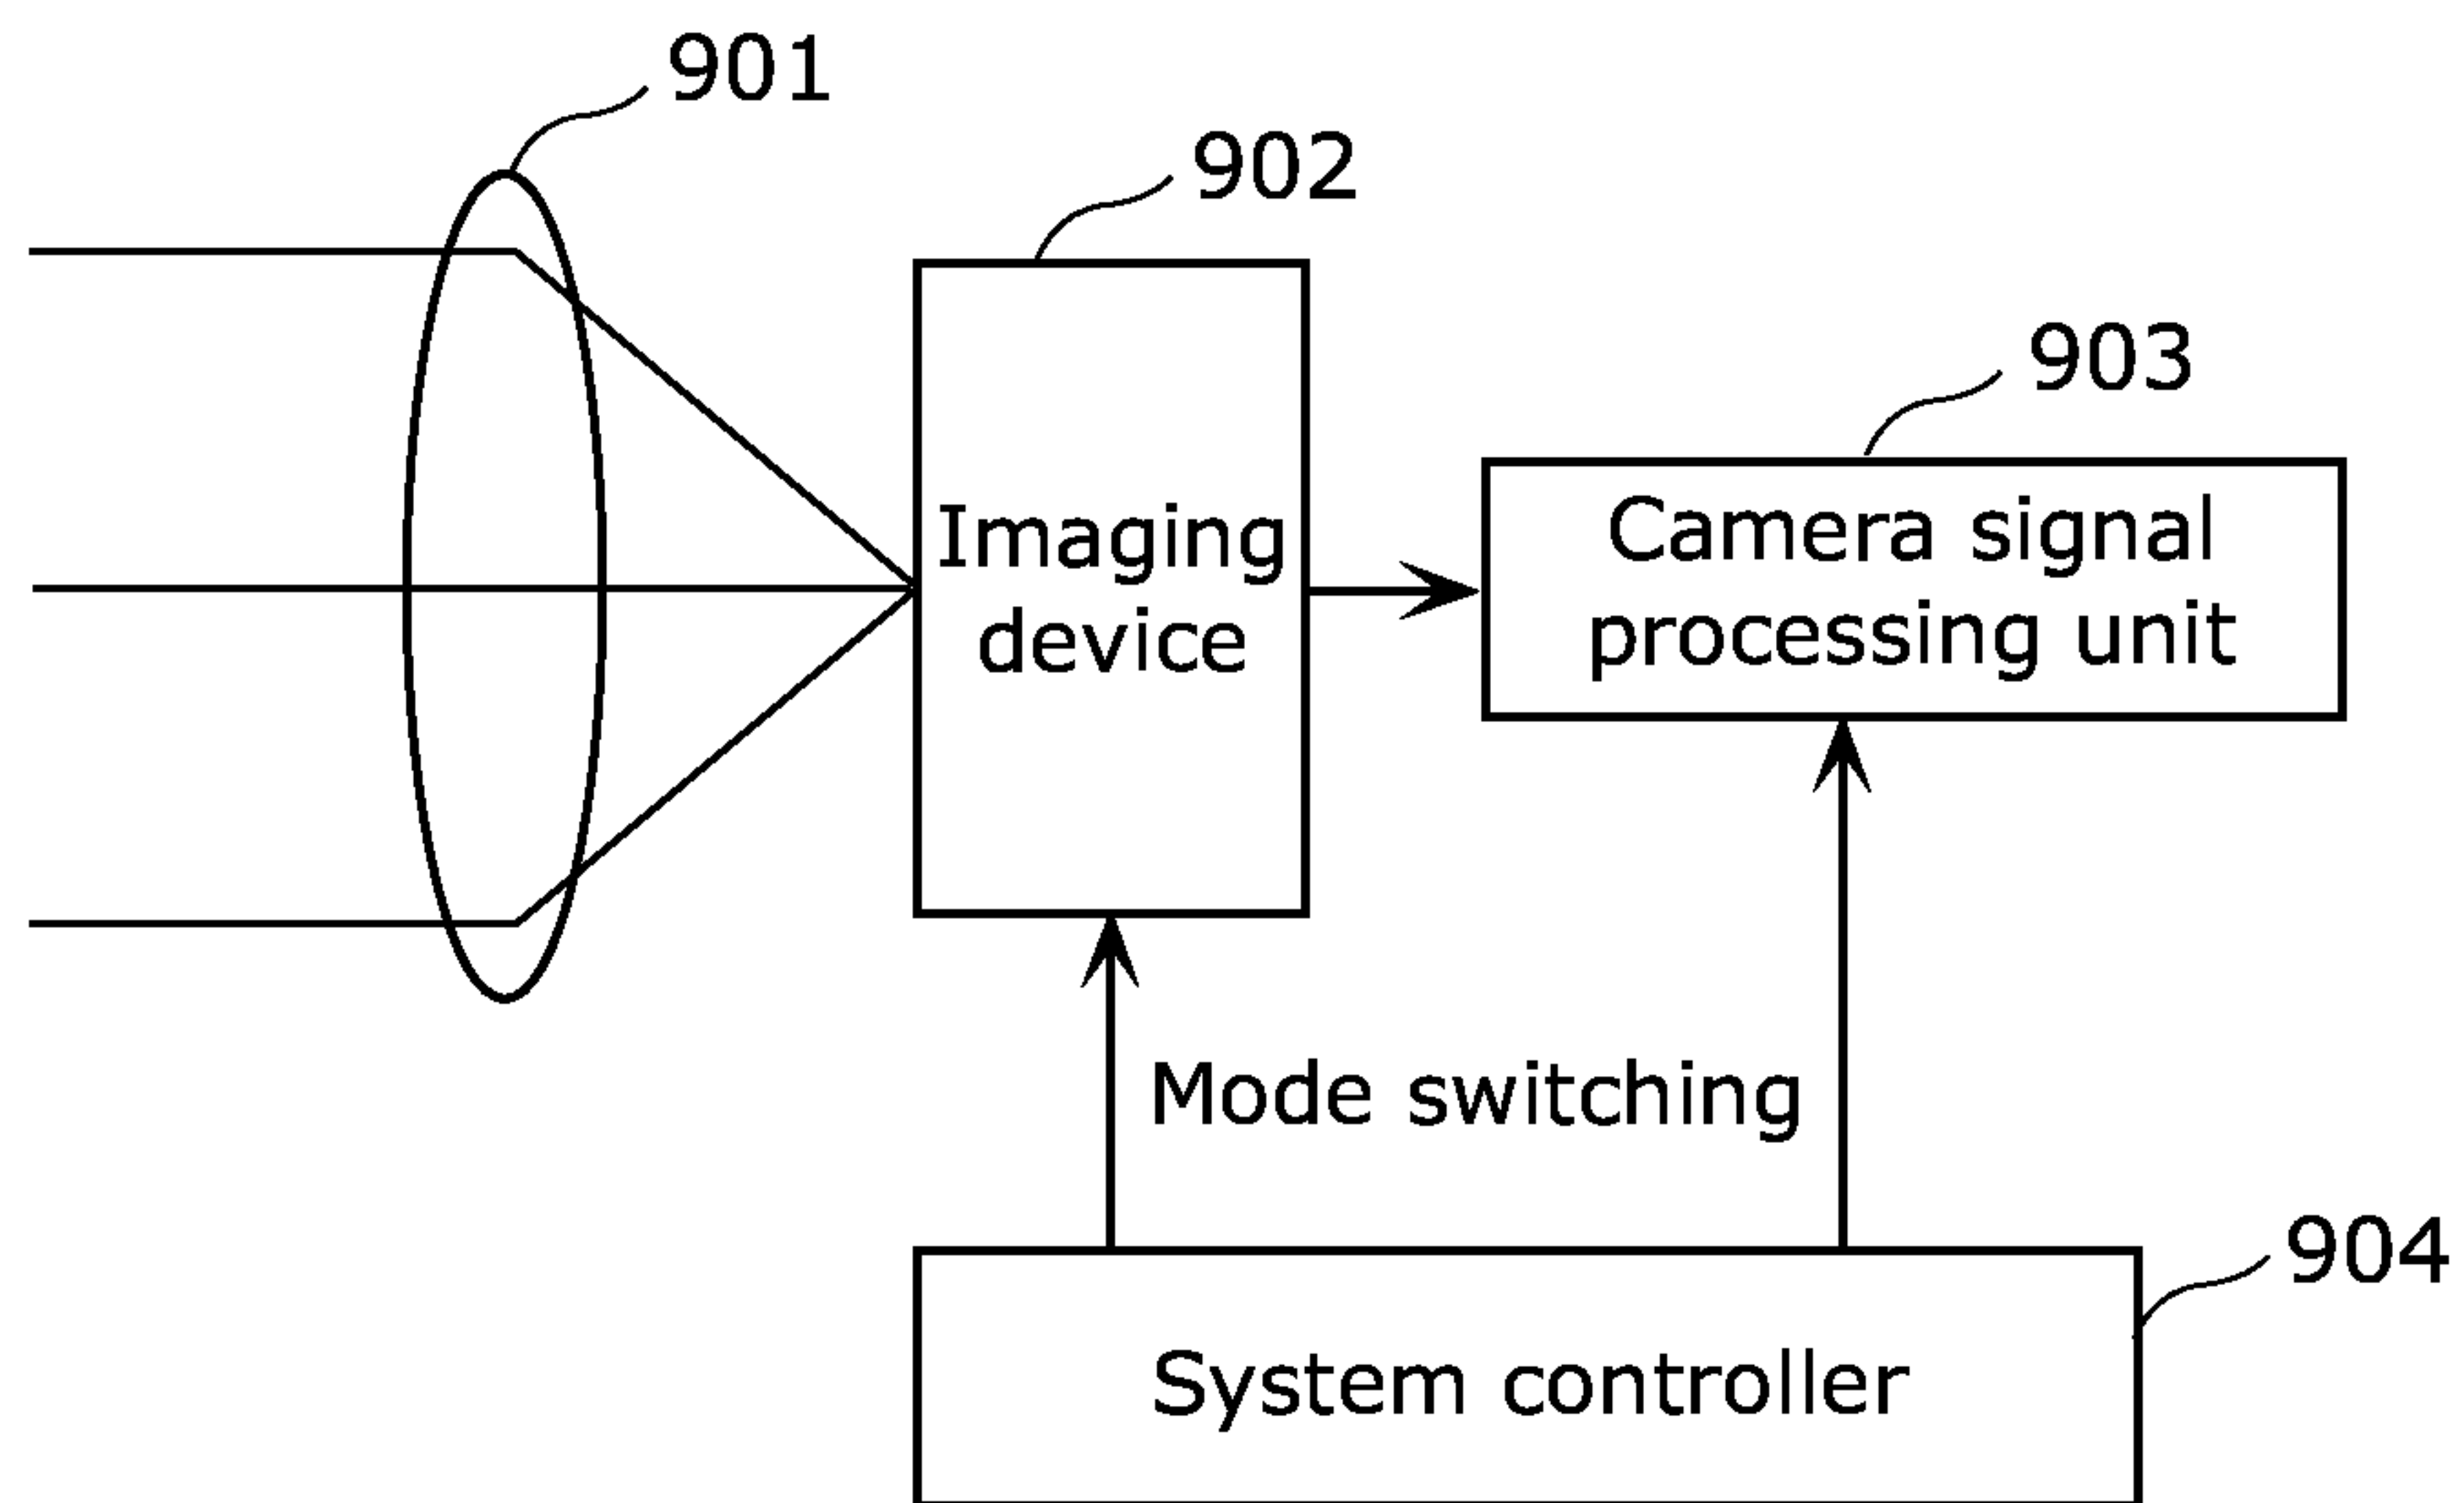 901
902
903
Imaging
device
Camera signal
processing unit
Mode switching
904
System controller